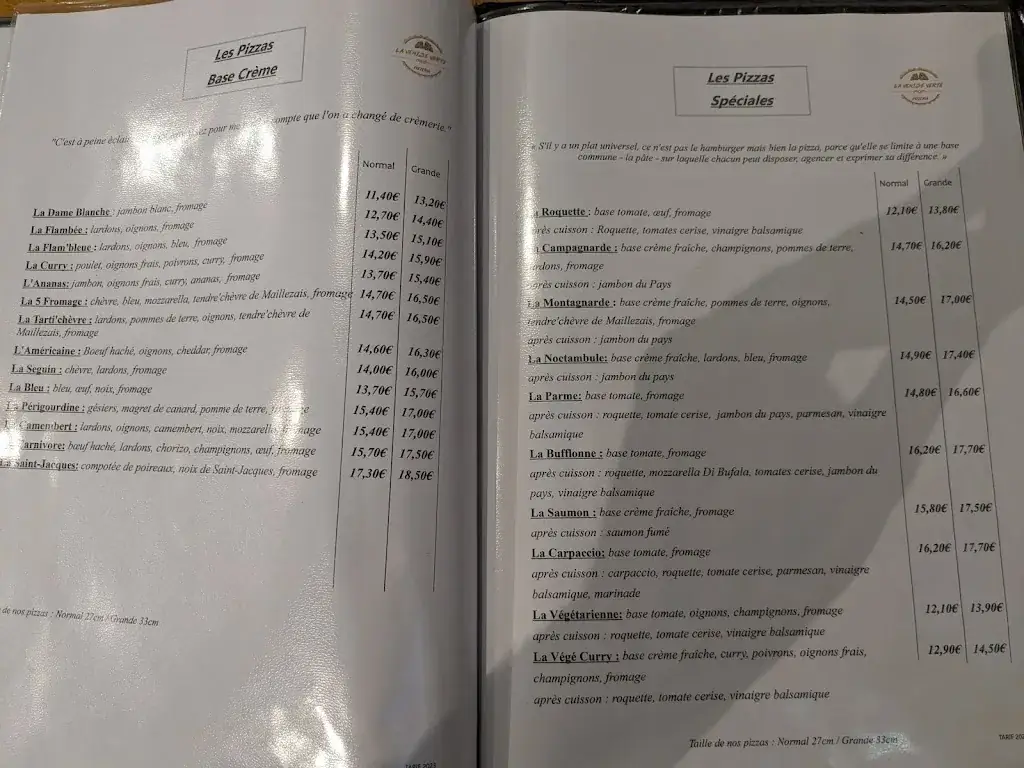 Les Pizzas
Base Crème
LA VENISE VERTE
PIZZERIA
"C'est à peine éclai pour me compte que l'on a changé de crèmerie."
Normal Grande
La Dame Blanche : jambon blanc, fromage 11,40€ 13,20€
La Flambée : lardons, oignons, fromage 12,70€ 14,40€
La Flam'bleue : lardons, oignons, bleu, fromage 13,50€ 15,10€
La Curry : poulet, oignons frais, poivrons, curry, fromage 14,20€ 15,90€
L'Ananas: jambon, oignons frais, curry, ananas, fromage 13,70€ 15,40€
La 5 Fromage : chèvre, bleu, mozzarella, tendre'chèvre de Maillezais, fromage 14,70€ 16,50€
La Tarti'chèvre : lardons, pommes de terre, oignons, tendre'chèvre de 14,70€ 16,50€
Maillezais, fromage
L'Américaine : Boeuf haché, oignons, cheddar, fromage 14,60€ 16,30€
La Seguin : chèvre, lardons, fromage 14,00€ 16,00€
La Bleu : bleu, œuf, noix, fromage 13,70€ 15,70€
La Périgourdine : gésiers, magret de canard, pomme de terre, fromage 15,40€ 17,00€
La Camembert : lardons, oignons, camembert, noix, mozzarella, fromage 15,40€ 17,00€
Carnivore: bœuf haché, lardons, chorizo, champignons, œuf, fromage 15,70€ 17,50€
La Saint-Jacques: compotée de poireaux, noix de Saint-Jacques, fromage 17,30€ 18,50€
de nos pizzas : Normal 27cm / Grande 33cm
TARIF 2023
Les Pizzas
Spéciales
LA VENISE VERTE
PIZZERIA
« S'il y a un plat universel, ce n'est pas le hamburger mais bien la pizza, parce qu'elle se limite à une base
commune - la pâte - sur laquelle chacun peut disposer, agencer et exprimer sa différence. »
Normal Grande
La Roquette : base tomate, œuf, fromage 12,10€ 13,80€
après cuisson : Roquette, tomates cerise, vinaigre balsamique
La Campagnarde : base crème fraîche, champignons, pommes de terre, 14,70€ 16,20€
lardons, fromage
après cuisson : jambon du Pays
La Montagnarde : base crème fraîche, pommes de terre, oignons, 14,50€ 17,00€
tendre'chèvre de Maillezais, fromage
après cuisson : jambon du pays
La Noctambule: base crème fraîche, lardons, bleu, fromage 14,90€ 17,40€
après cuisson : jambon du pays
La Parme: base tomate, fromage 14,80€ 16,60€
après cuisson : roquette, tomate cerise, jambon du pays, parmesan, vinaigre
balsamique
La Bufflonne : base tomate, fromage 16,20€ 17,70€
après cuisson : roquette, mozzarella Di Bufala, tomates cerise, jambon du
pays, vinaigre balsamique
La Saumon : base crème fraîche, fromage 15,80€ 17,50€
après cuisson : saumon fumé
La Carpaccio: base tomate, fromage 16,20€ 17,70€
après cuisson : carpaccio, roquette, tomate cerise, parmesan, vinaigre
balsamique, marinade
La Végétarienne: base tomate, oignons, champignons, fromage 12,10€ 13,90€
après cuisson : roquette, tomate cerise, vinaigre balsamique
La Végé Curry : base crème fraîche, curry, poivrons, oignons frais, 12,90€ 14,50€
champignons, fromage
après cuisson : roquette, tomate cerise, vinaigre balsamique
Taille de nos pizzas : Normal 27cm / Grande 33cm
TARIF 202